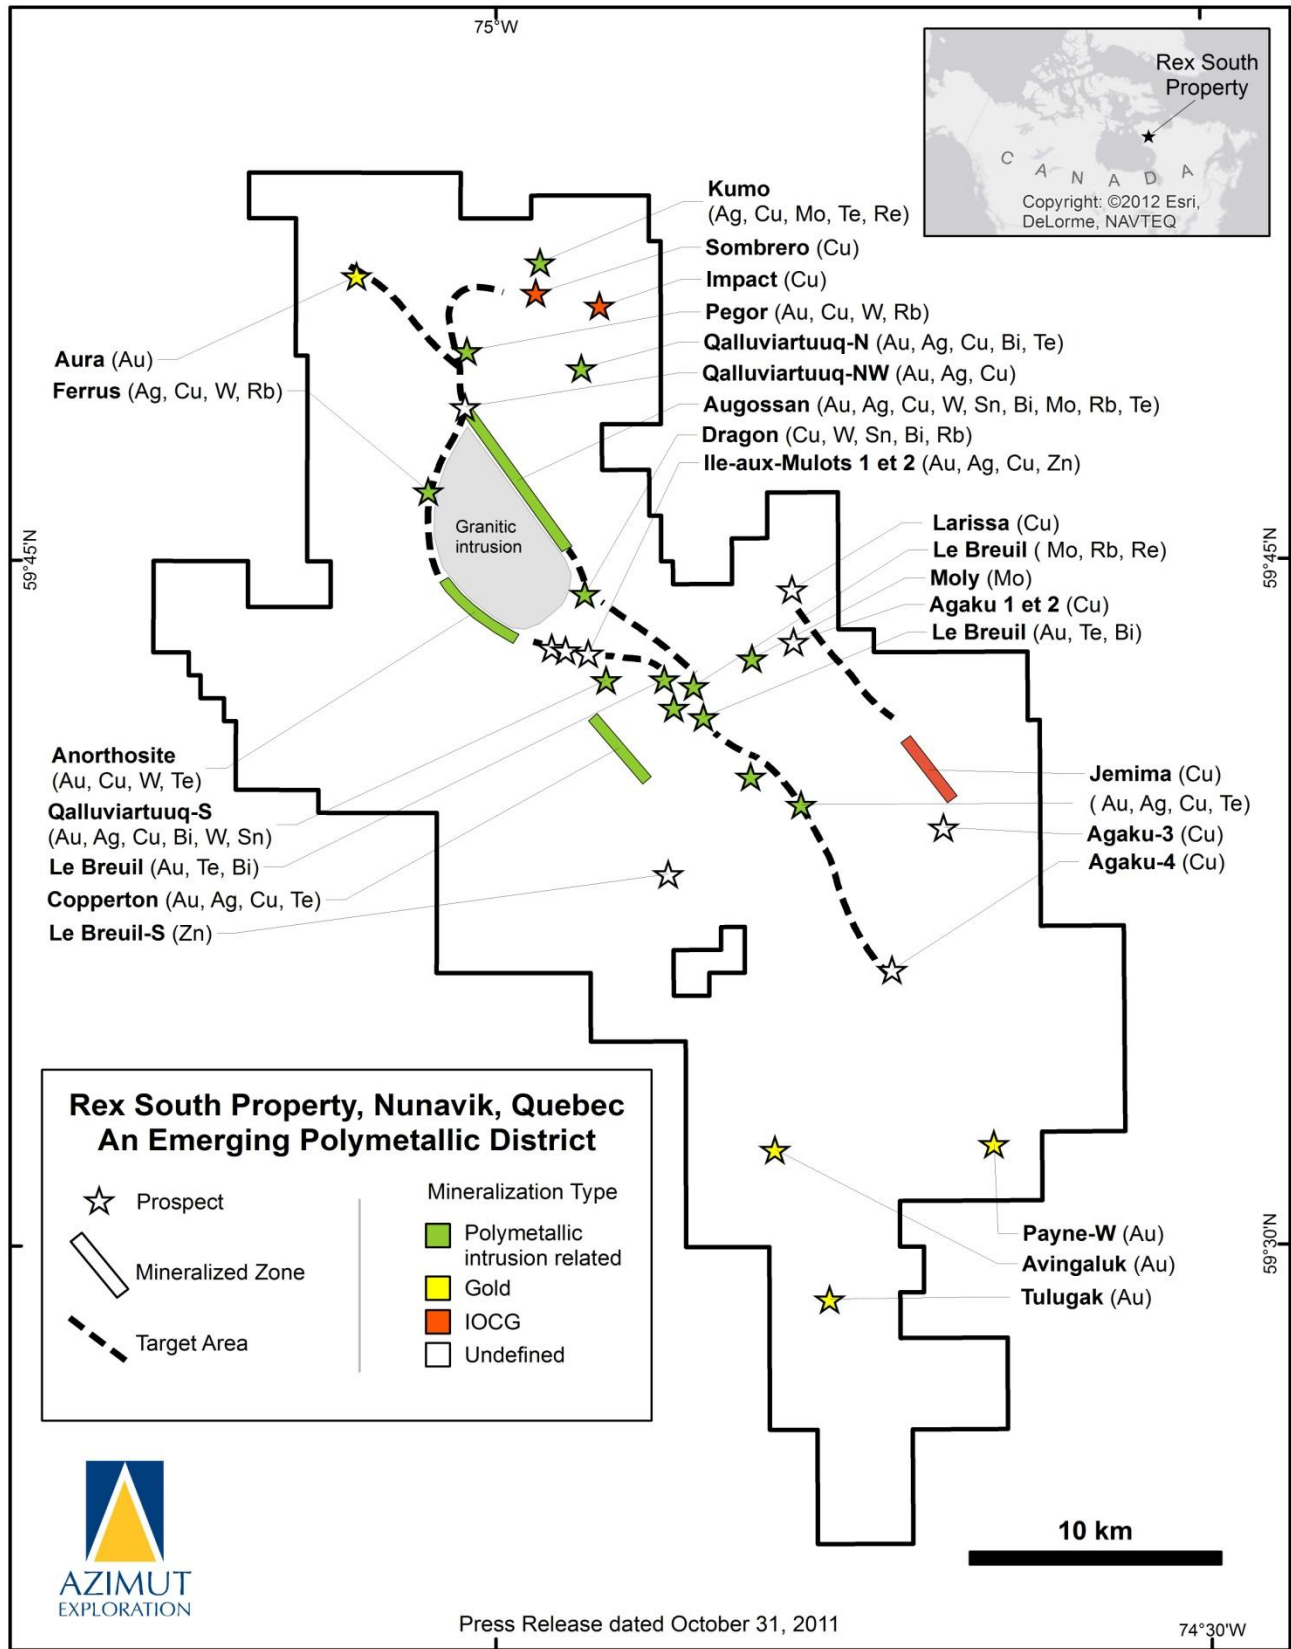 75°W
Rex South
Property
CANADA
Copyright: ©2012 Esri,
DeLorme, NAVTEQ
Kumo
(Ag, Cu, Mo, Te, Re)
Sombrero (Cu)
Impact (Cu)
Pegor (Au, Cu, W, Rb)
Qalluviartuuq-N (Au, Ag, Cu, Bi, Te)
Qalluviartuuq-NW (Au, Ag, Cu)
Augossan (Au, Ag, Cu, W, Sn, Bi, Mo, Rb, Te)
Dragon (Cu, W, Sn, Bi, Rb)
Ile-aux-Mulots 1 et 2 (Au, Ag, Cu, Zn)
Aura (Au)
Ferrus (Ag, Cu, W, Rb)
Granitic
intrusion
59°45'N
59°45'N
Larissa (Cu)
Le Breuil ( Mo, Rb, Re)
Moly (Mo)
Agaku 1 et 2 (Cu)
Le Breuil (Au, Te, Bi)
Anorthosite
(Au, Cu, W, Te)
Qalluviartuuq-S
(Au, Ag, Cu, Bi, W, Sn)
Le Breuil (Au, Te, Bi)
Copperton (Au, Ag, Cu, Te)
Le Breuil-S (Zn)
Jemima (Cu)
( Au, Ag, Cu, Te)
Agaku-3 (Cu)
Agaku-4 (Cu)
Rex South Property, Nunavik, Quebec
An Emerging Polymetallic District
Prospect
Mineralized Zone
Target Area
Mineralization Type
Polymetallic
intrusion related
Gold
IOCG
Undefined
Payne-W (Au)
Avingaluk (Au)
Tulugak (Au)
59°30'N
10 km
AZIMUT
EXPLORATION
Press Release dated October 31, 2011
74°30'W